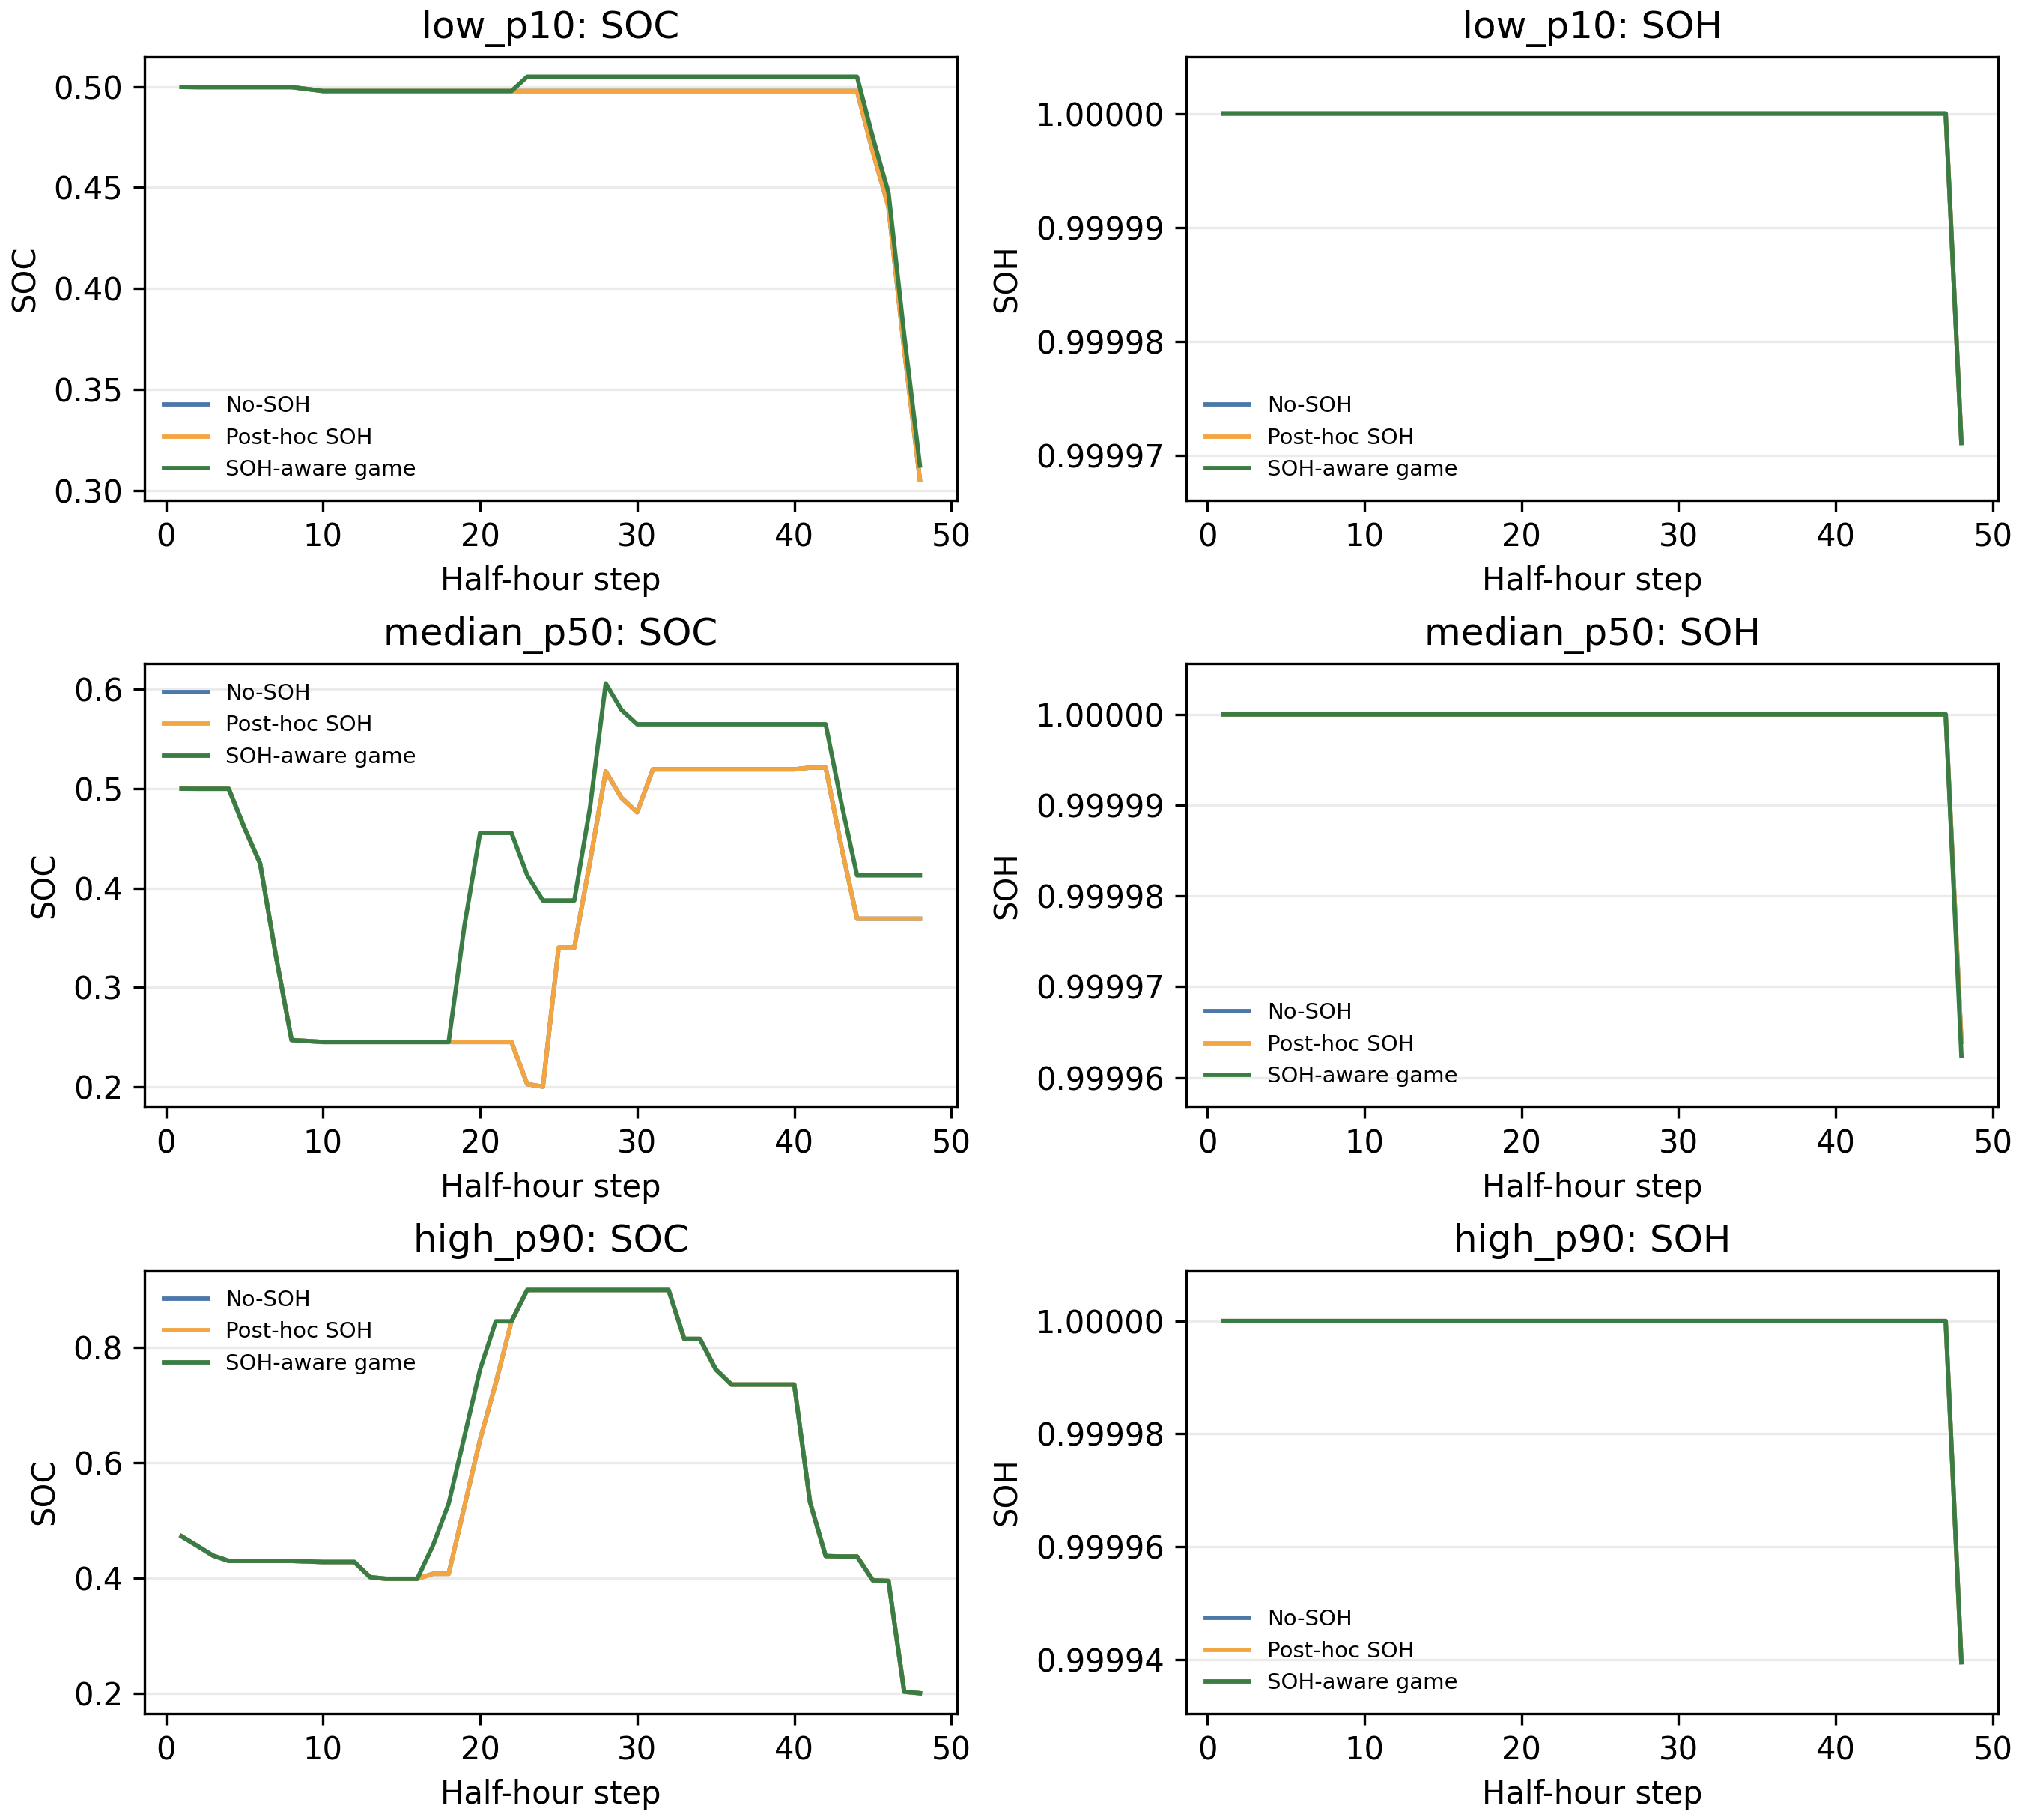 low_p10: SOC
0.50
0.45
0.40
0.35
0.30
SOC
No-SOH
Post-hoc SOH
SOH-aware game
0 10 20 30 40 50
Half-hour step
low_p10: SOH
1.00000
0.99999
0.99998
0.99997
SOH
No-SOH
Post-hoc SOH
SOH-aware game
0 10 20 30 40 50
Half-hour step
median_p50: SOC
0.6
0.5
0.4
0.3
0.2
SOC
No-SOH
Post-hoc SOH
SOH-aware game
0 10 20 30 40 50
Half-hour step
median_p50: SOH
1.00000
0.99999
0.99998
0.99997
0.99996
SOH
No-SOH
Post-hoc SOH
SOH-aware game
0 10 20 30 40 50
Half-hour step
high_p90: SOC
0.8
0.6
0.4
0.2
SOC
No-SOH
Post-hoc SOH
SOH-aware game
0 10 20 30 40 50
Half-hour step
high_p90: SOH
1.00000
0.99998
0.99996
0.99994
SOH
No-SOH
Post-hoc SOH
SOH-aware game
0 10 20 30 40 50
Half-hour step